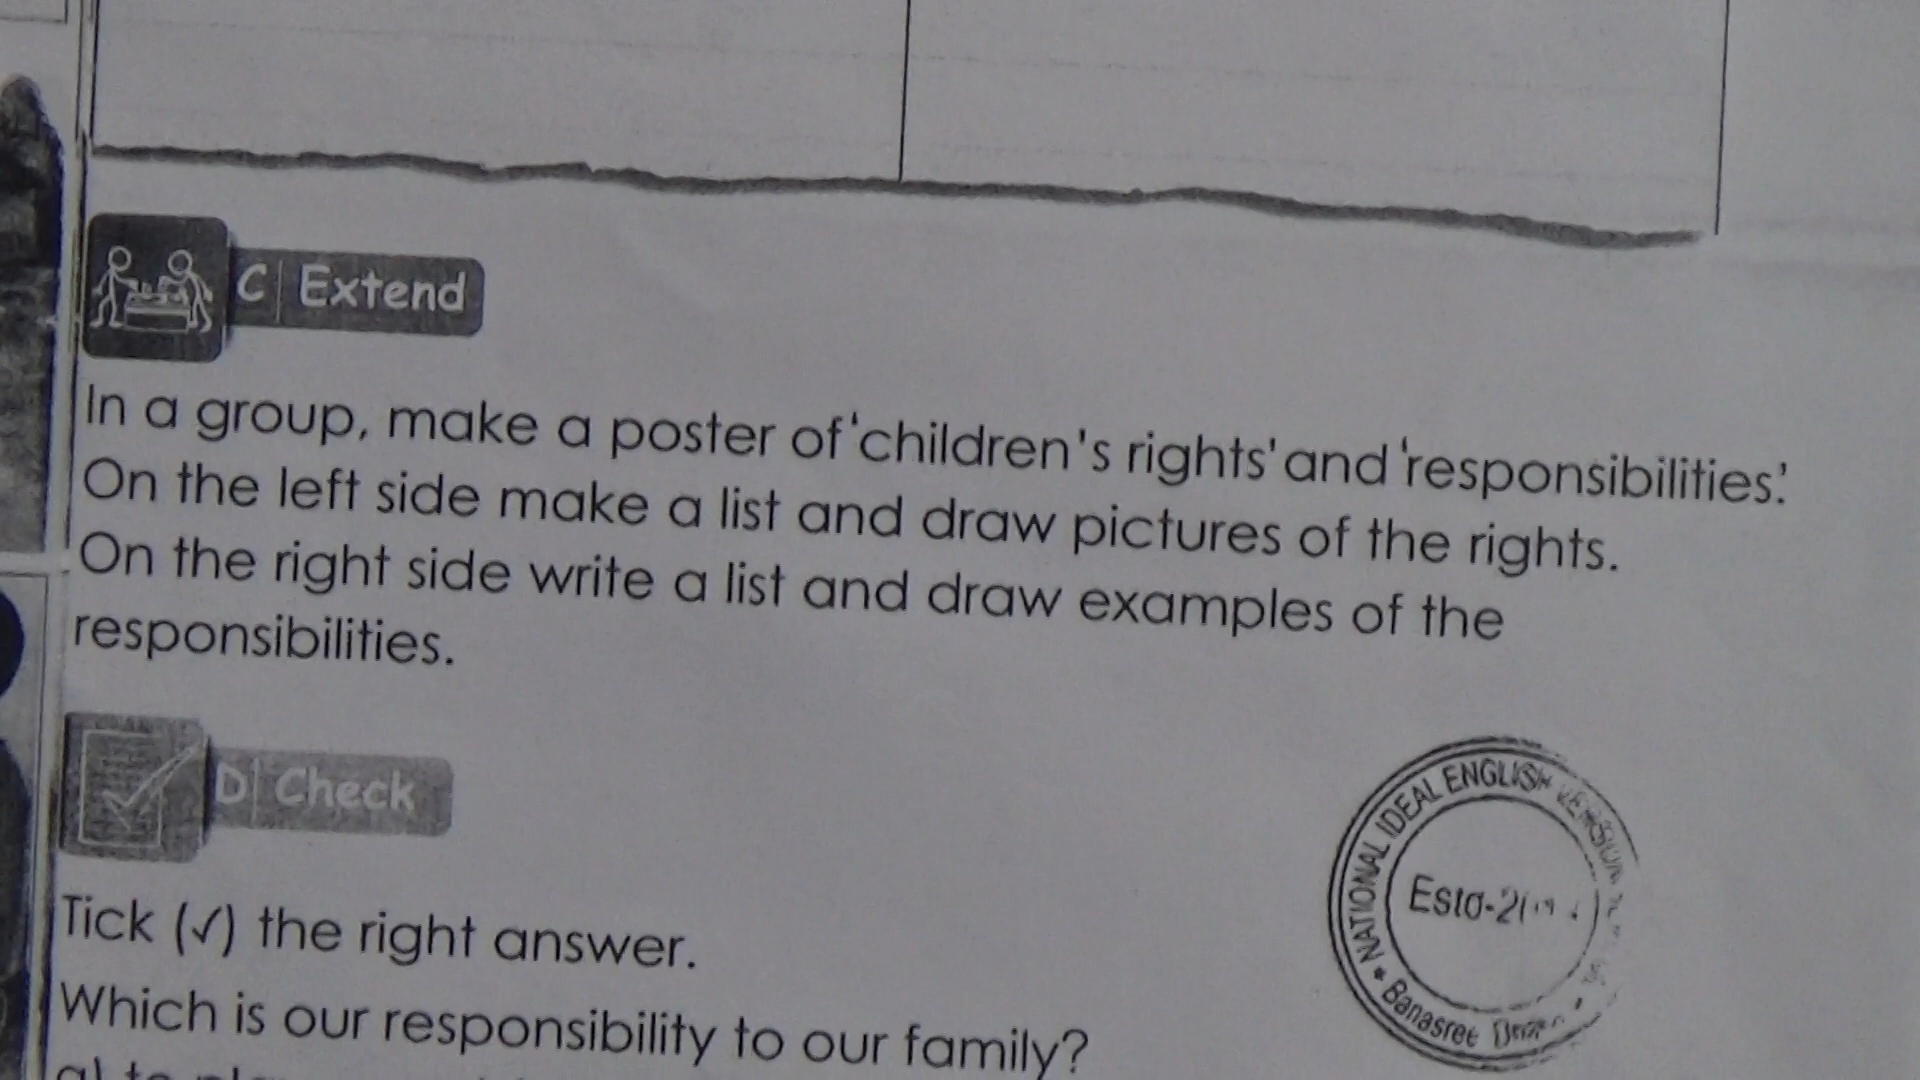 C | Extend
In a group, make a poster of 'children's rights' and 'responsibilities.'
On the left side make a list and draw pictures of the rights.
On the right side write a list and draw examples of the
responsibilities.
D | Check
Tick (✓) the right answer.
Which is our responsibility to our family?
NATIONAL IDEAL ENGLISH
Banasree
a) to